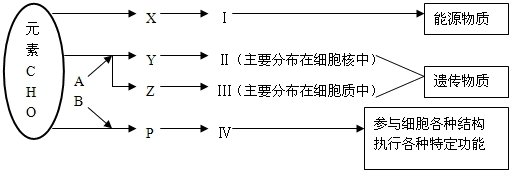 元
素
C
H
O
X I 能源物质
Y II（主要分布在细胞核中）
A
B
Z III（主要分布在细胞质中）
遗传物质
P IV
参与细胞各种结构
执行各种特定功能